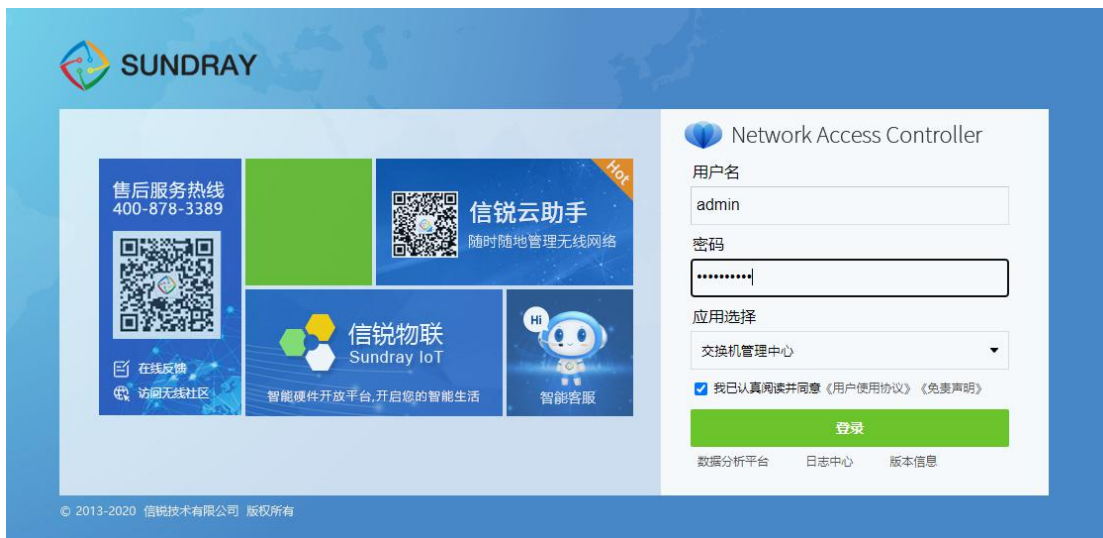 SUNDRAY
售后服务热线
400-878-3389
在线反馈
访问无线社区
Hot
信锐云助手
随时随地管理无线网络
信锐物联
Sundray IoT
智能硬件开放平台,开启您的智能生活
Hi
智能客服
Network Access Controller
用户名
admin
密码
••••••••••
应用选择
交换机管理中心
我已认真阅读并同意《用户使用协议》《免责声明》
登录
数据分析平台 日志中心 版本信息
© 2013-2020 信锐技术有限公司 版权所有